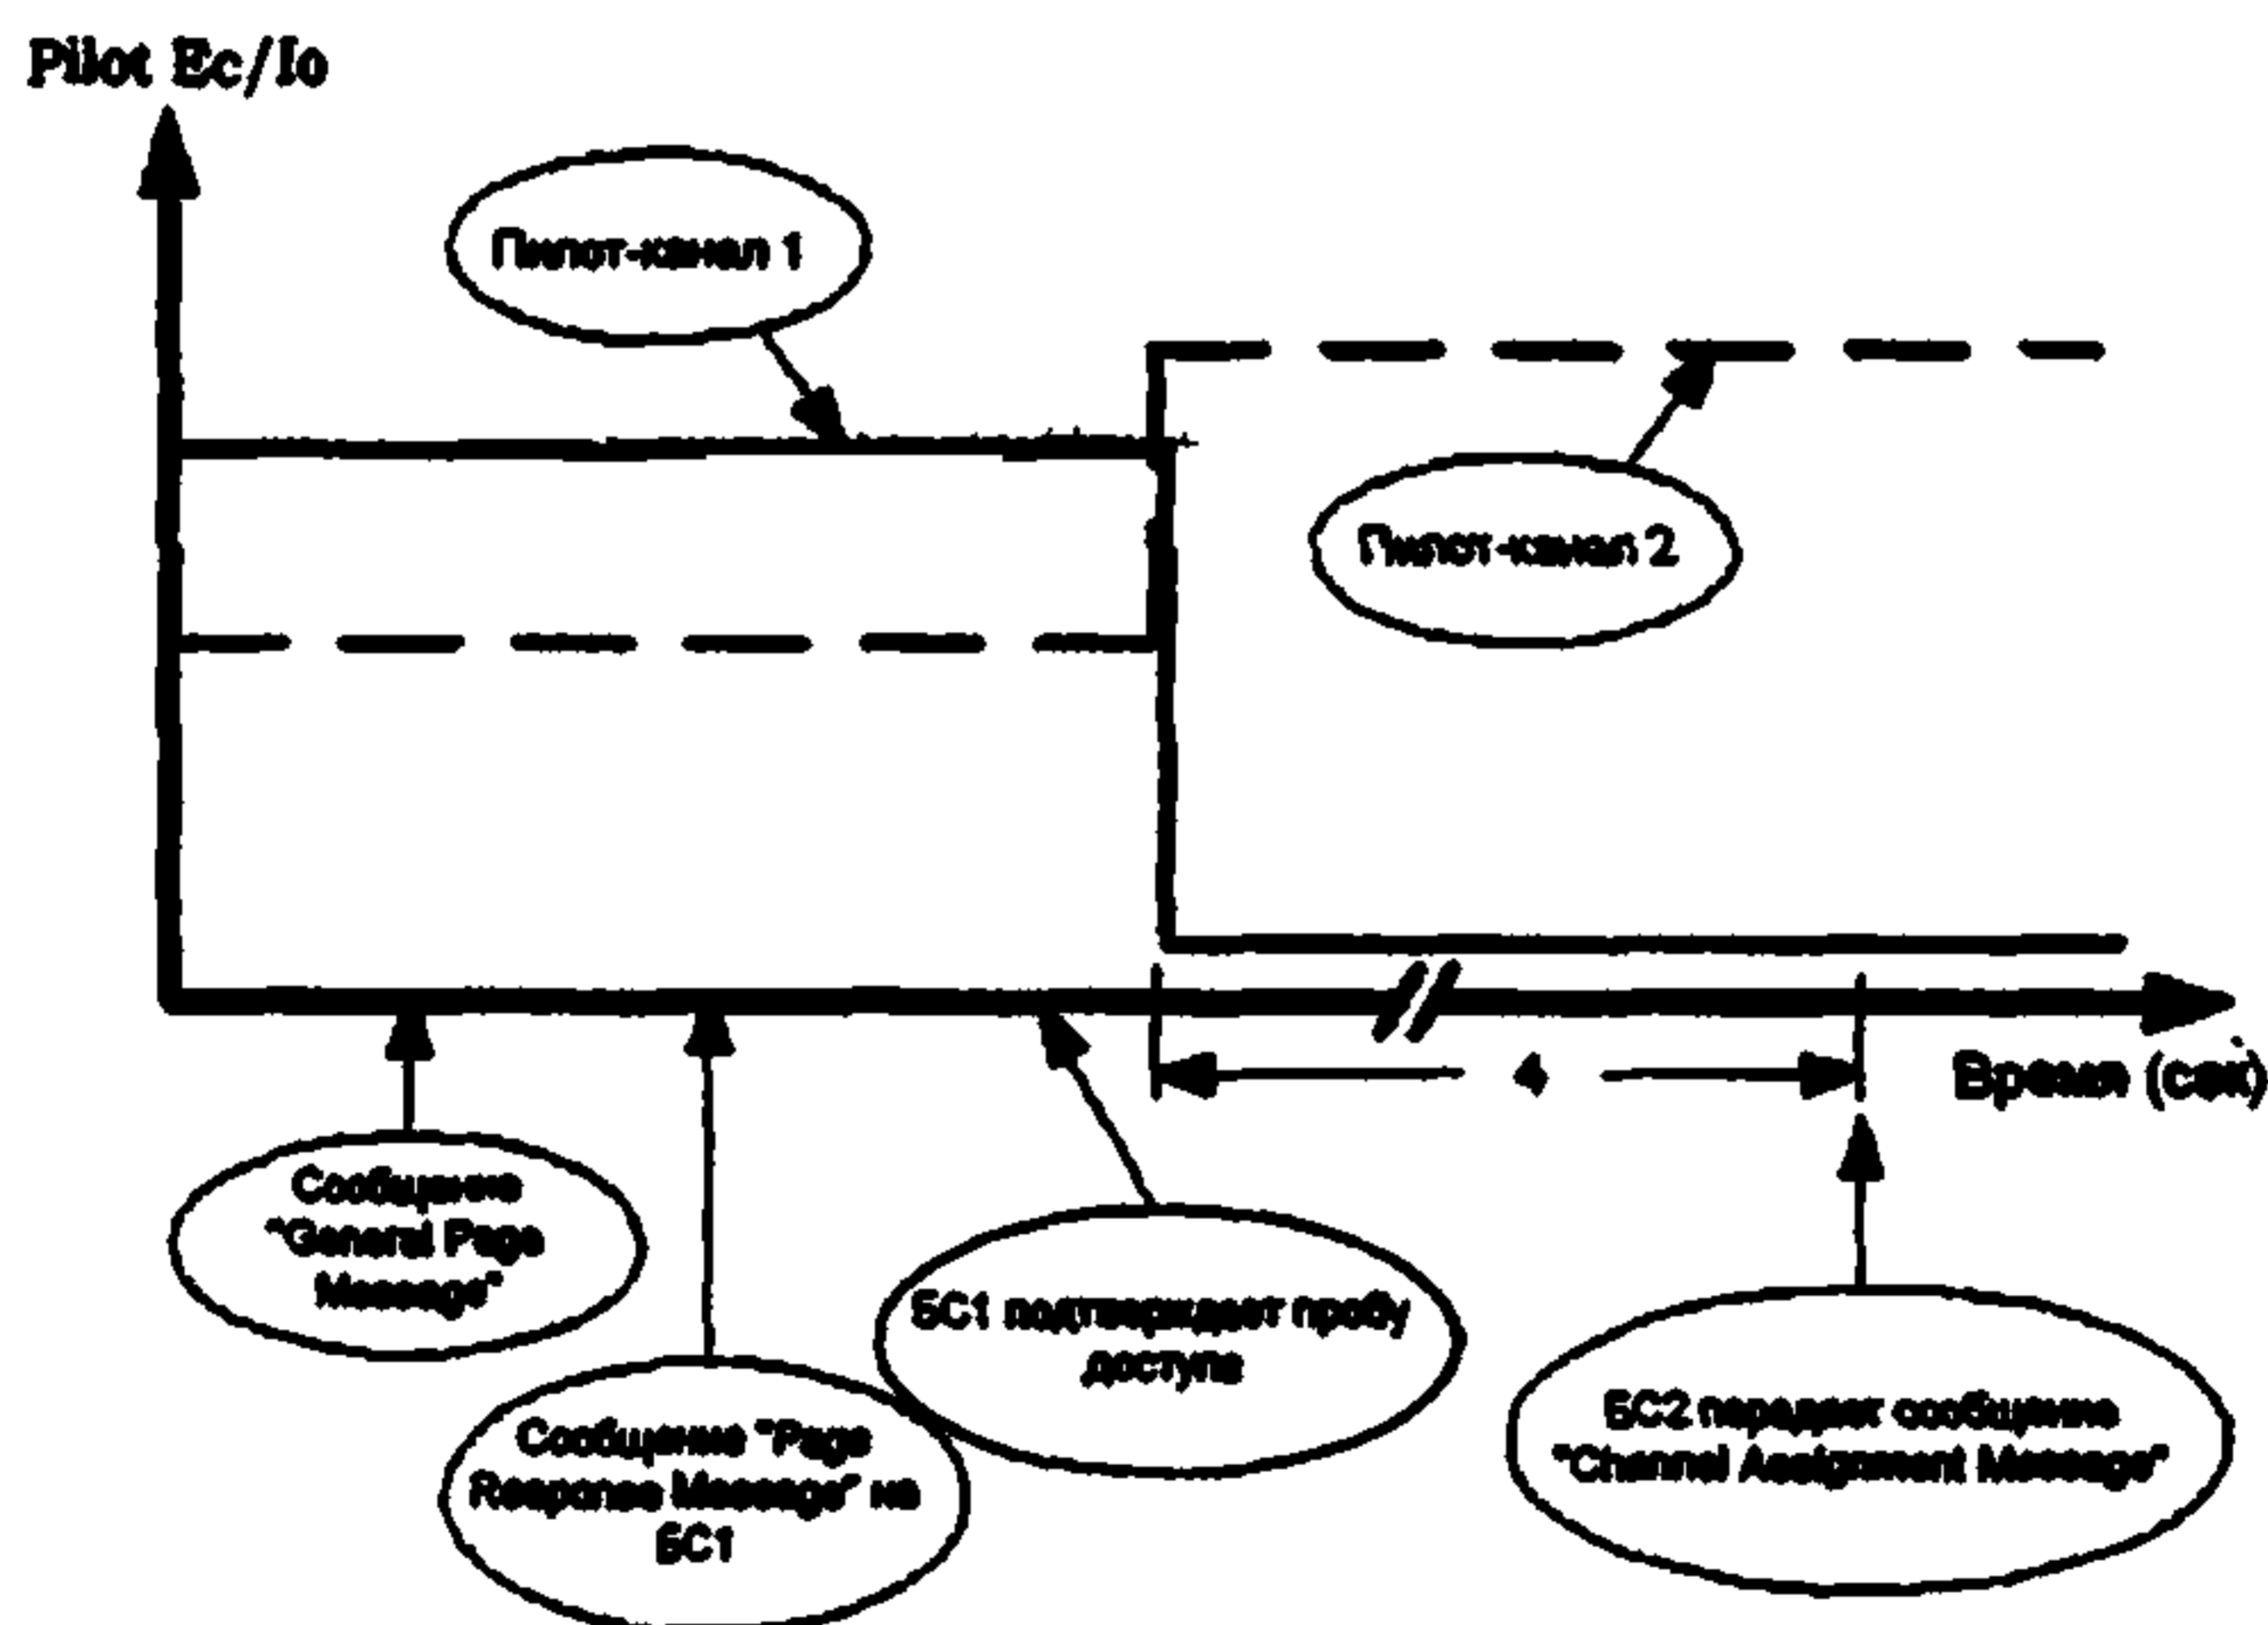 Pilot Ec/Io
Пилот-канал 1
Пилот-канал 2
Время (сек)
Сообщение
"General Page
Message"
БС1 подтверждает пробу
доступа
Сообщение "Page
Response Message" на
БС1
БС2 передает сообщение
"Channel Assignment Message"